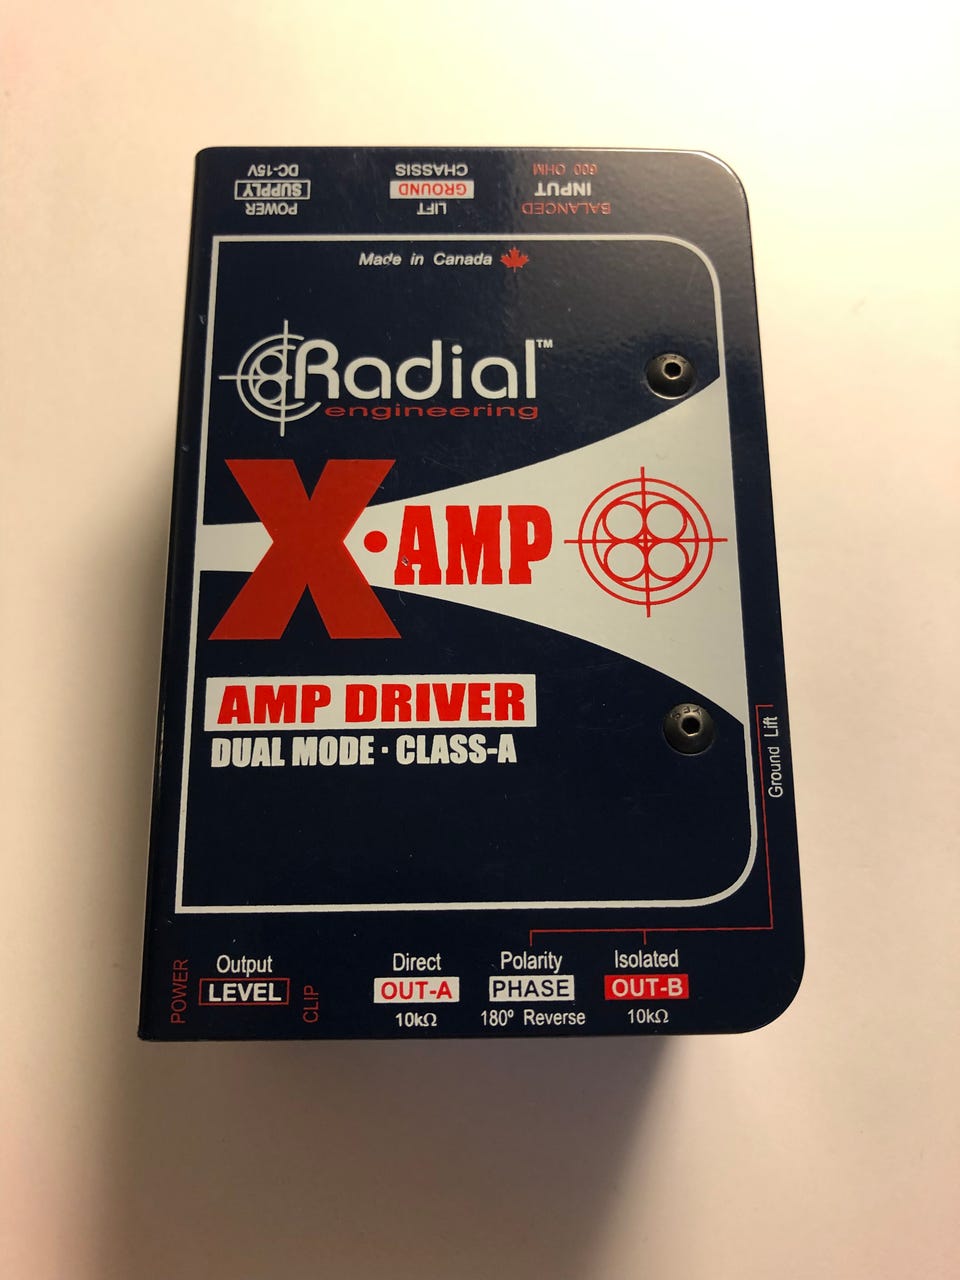 POWER
SUPPLY
DC-15V
LIFT
GROUND
CHASSIS
BALANCED
INPUT
600 OHM
Made in Canada
Radial™
engineering
X·AMP
AMP DRIVER
DUAL MODE · CLASS-A
Ground Lift
POWER
Output
LEVEL
CLIP
Direct
OUT-A
10kΩ
Polarity
PHASE
180º Reverse
Isolated
OUT-B
10kΩ